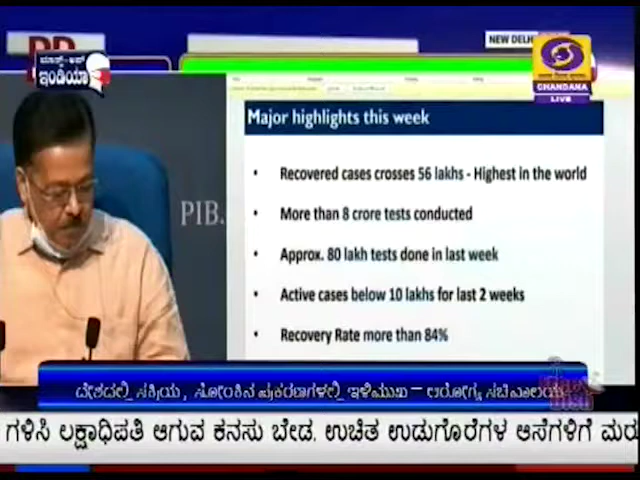 NEW DELHI
ಮಾಸ್ಕ್-ಅಪ್
ಇಂಡಿಯಾ
CHANDANA
LIVE
Major highlights this week
• Recovered cases crosses 56 lakhs - Highest in the world
• More than 8 crore tests conducted
• Approx. 80 lakh tests done in last week
• Active cases below 10 lakhs for last 2 weeks
• Recovery Rate more than 84%
PIB.
ದೇಶದಲ್ಲಿ ಸಕ್ರಿಯ, ಸೋಂಕಿನ ಪ್ರಕರಣಗಳಲ್ಲಿ ಇಳಿಮುಖ – ಆರೋಗ್ಯ ಸಚಿವಾಲಯ
ಗಳಿಸಿ ಲಕ್ಷಾಧಿಪತಿ ಆಗುವ ಕನಸು ಬೇಡ. ಉಚಿತ ಉಡುಗೊರೆಗಳ ಆಸೆಗಳಿಗೆ ಮರು